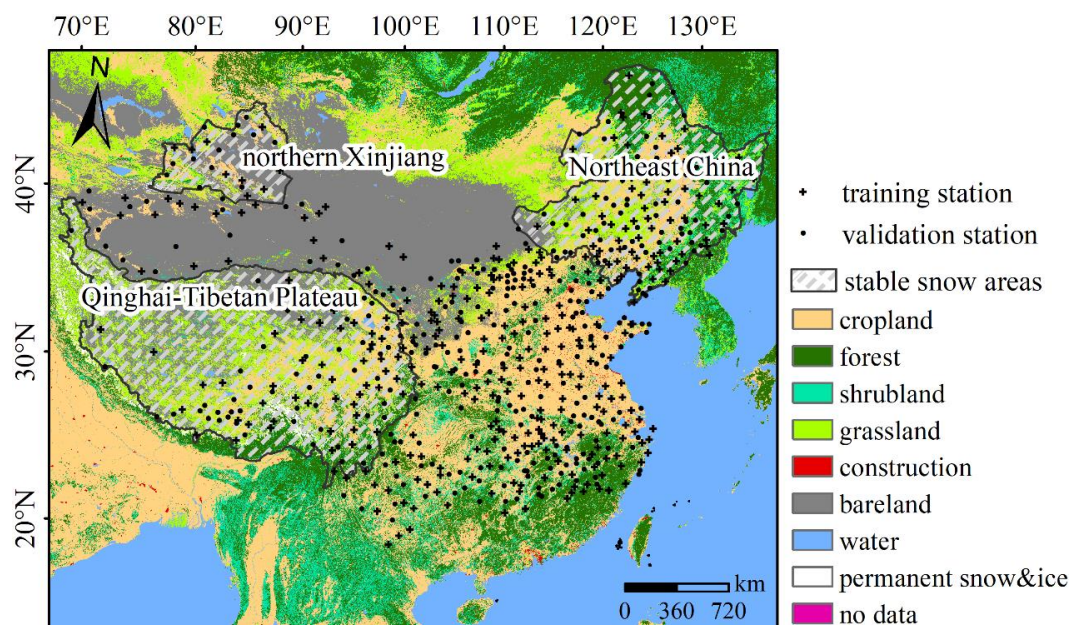 70°E 80°E 90°E 100°E 110°E 120°E 130°E
N
northern Xinjiang
Northeast China
40°N
Qinghai-Tibetan Plateau
30°N
20°N
km
0 360 720
training station
validation station
stable snow areas
cropland
forest
shrubland
grassland
construction
bareland
water
permanent snow&ice
no data